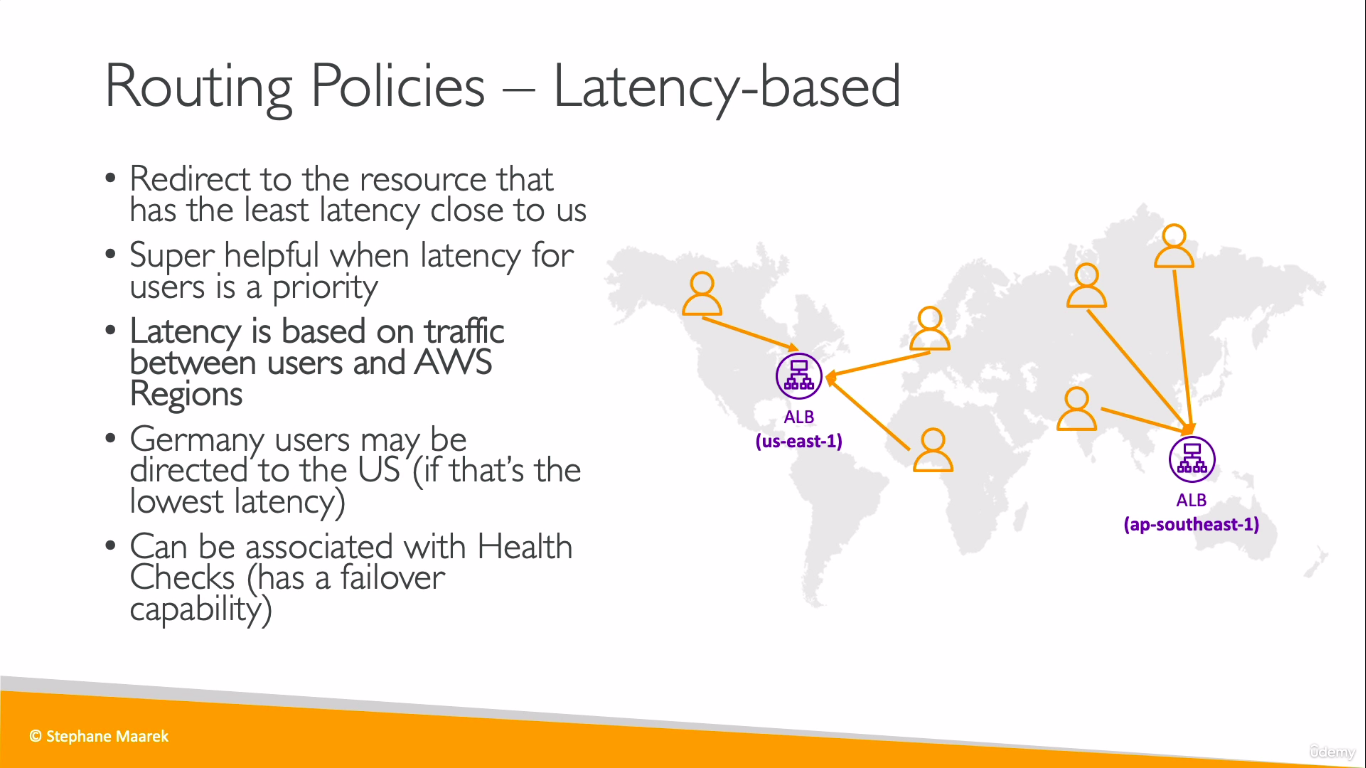 Routing Policies – Latency-based
• Redirect to the resource that
has the least latency close to us
• Super helpful when latency for
users is a priority
• Latency is based on traffic
between users and AWS
Regions
• Germany users may be
directed to the US (if that's the
lowest latency)
• Can be associated with Health
Checks (has a failover
capability)
ALB
(us-east-1)
ALB
(ap-southeast-1)
© Stephane Maarek
ûdemy